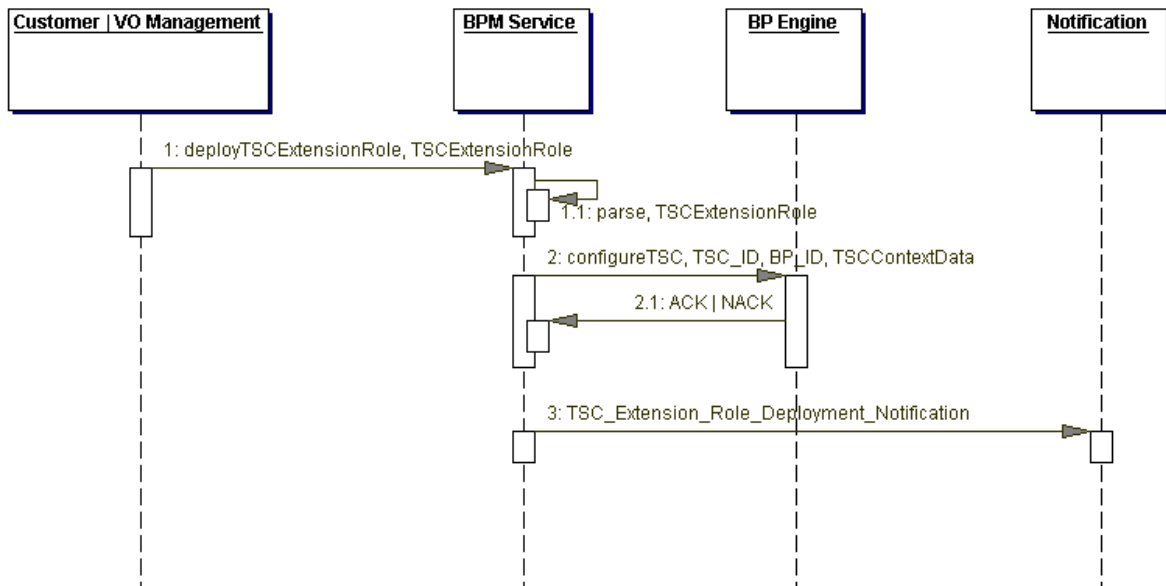 Customer | VO Management
BPM Service
BP Engine
Notification
1: deployTSCExtensionRole, TSCExtensionRole
1.1: parse, TSCExtensionRole
2: configureTSC, TSC_ID, BP_ID, TSCContextData
2.1: ACK | NACK
3: TSC_Extension_Role_Deployment_Notification